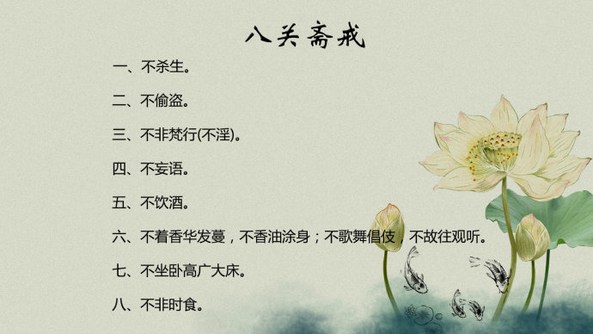 八关斋戒
一、不杀生。
二、不偷盗。
三、不非梵行(不淫)。
四、不妄语。
五、不饮酒。
六、不着香华发蔓，不香油涂身；不歌舞倡伎，不故往观听。
七、不坐卧高广大床。
八、不非时食。